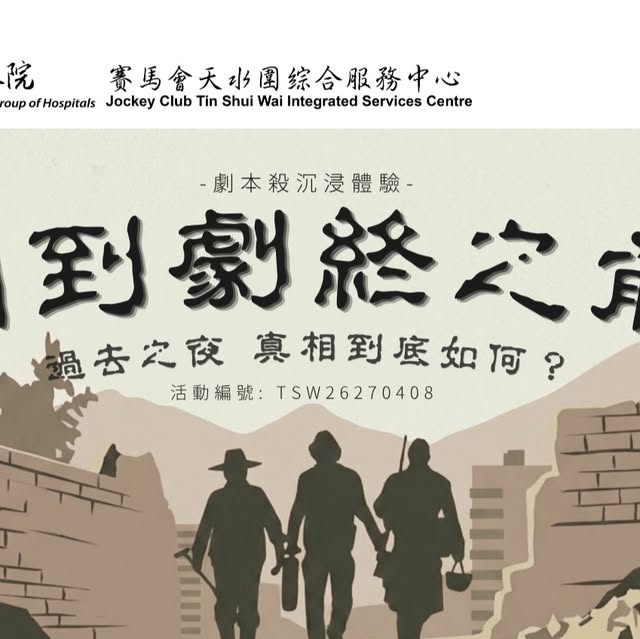 院 賽馬會天水圍綜合服務中心
roup of Hospitals Jockey Club Tin Shui Wai Integrated Services Centre
-劇本殺沉浸體驗-
到劇終之
過去之夜 真相到底如何？
活動編號: TSW26270408